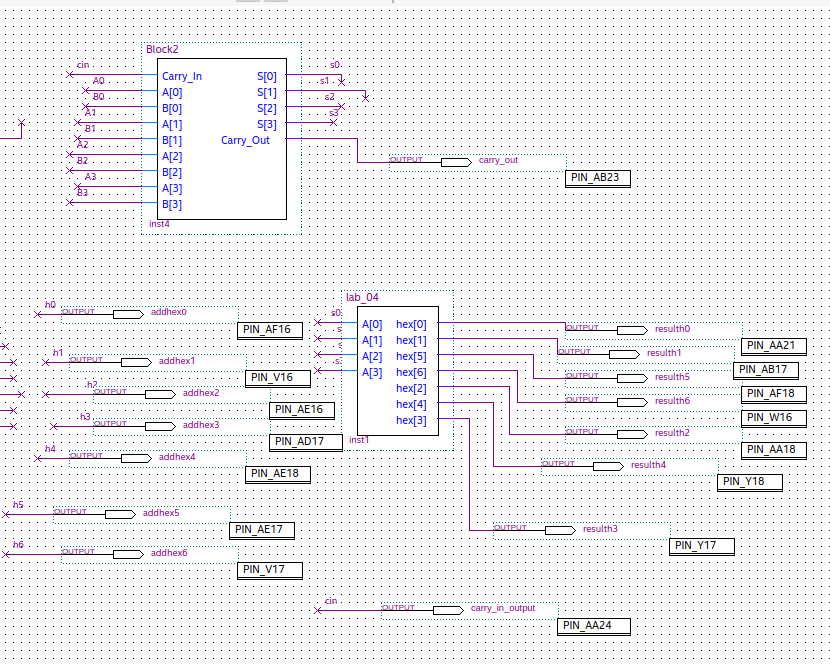 Block2
cin
Carry_In
S[0]
s0
A0
A[0]
S[1]
s1
B0
B[0]
S[2]
s2
A1
A[1]
S[3]
s3
B1
B[1]
Carry_Out
A2
A[2]
OUTPUT
carry_out
B2
B[2]
PIN_AB23
A3
A[3]
B3
B[3]
inst4
lab_04
h0
OUTPUT
addhex0
PIN_AF16
s0
A[0]
hex[0]
OUTPUT
resulth0
PIN_AA21
s
A[1]
hex[1]
OUTPUT
resulth1
PIN_AB17
h1
OUTPUT
addhex1
PIN_V16
s
A[2]
hex[5]
OUTPUT
resulth5
PIN_AF18
s
A[3]
hex[6]
OUTPUT
resulth6
PIN_W16
h2
OUTPUT
addhex2
PIN_AE16
hex[2]
OUTPUT
resulth2
PIN_AA18
h3
OUTPUT
addhex3
PIN_AD17
hex[4]
OUTPUT
resulth4
PIN_Y18
hex[3]
inst1
h4
OUTPUT
addhex4
PIN_AE18
h5
OUTPUT
addhex5
PIN_AE17
OUTPUT
resulth3
PIN_Y17
h6
OUTPUT
addhex6
PIN_V17
cin
OUTPUT
carry_in_output
PIN_AA24